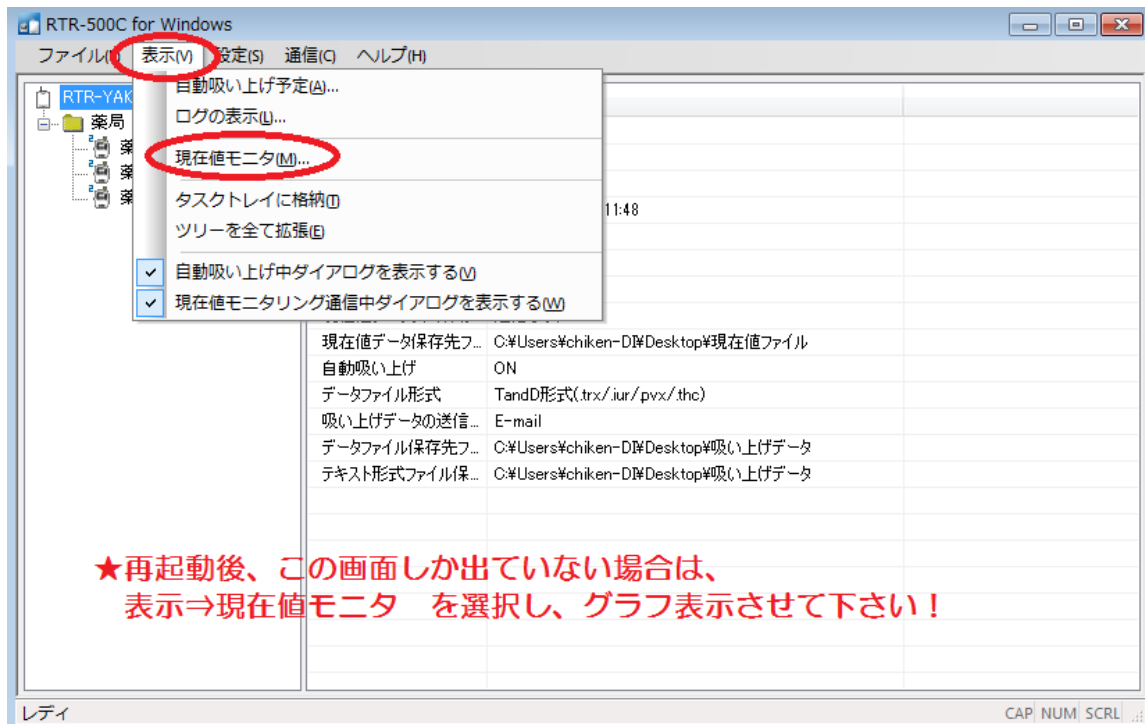 RTR-500C for Windows
ファイル 表示(V) 設定(S) 通信(C) ヘルプ(H)
自動吸い上げ予定(A)...
ログの表示(L)...
現在値モニタ(M)...
タスクトレイに格納(T)
ツリーを全て拡張(E)
自動吸い上げ中ダイアログを表示する(V)
現在値モニタリング通信中ダイアログを表示する(W)
RTR-YAK
薬局
薬
薬
薬
11:48
現在値データ保存先フ... C:¥Users¥chiken-DI¥Desktop¥現在値ファイル
自動吸い上げ ON
データファイル形式 TandD形式(.trx/.iur/.pvx/.thc)
吸い上げデータの送信... E-mail
データファイル保存先フ... C:¥Users¥chiken-DI¥Desktop¥吸い上げデータ
テキスト形式ファイル保... C:¥Users¥chiken-DI¥Desktop¥吸い上げデータ
★再起動後、この画面しか出ていない場合は、
表示⇒現在値モニタ　を選択し、グラフ表示させて下さい！
レディ CAP NUM SCRL